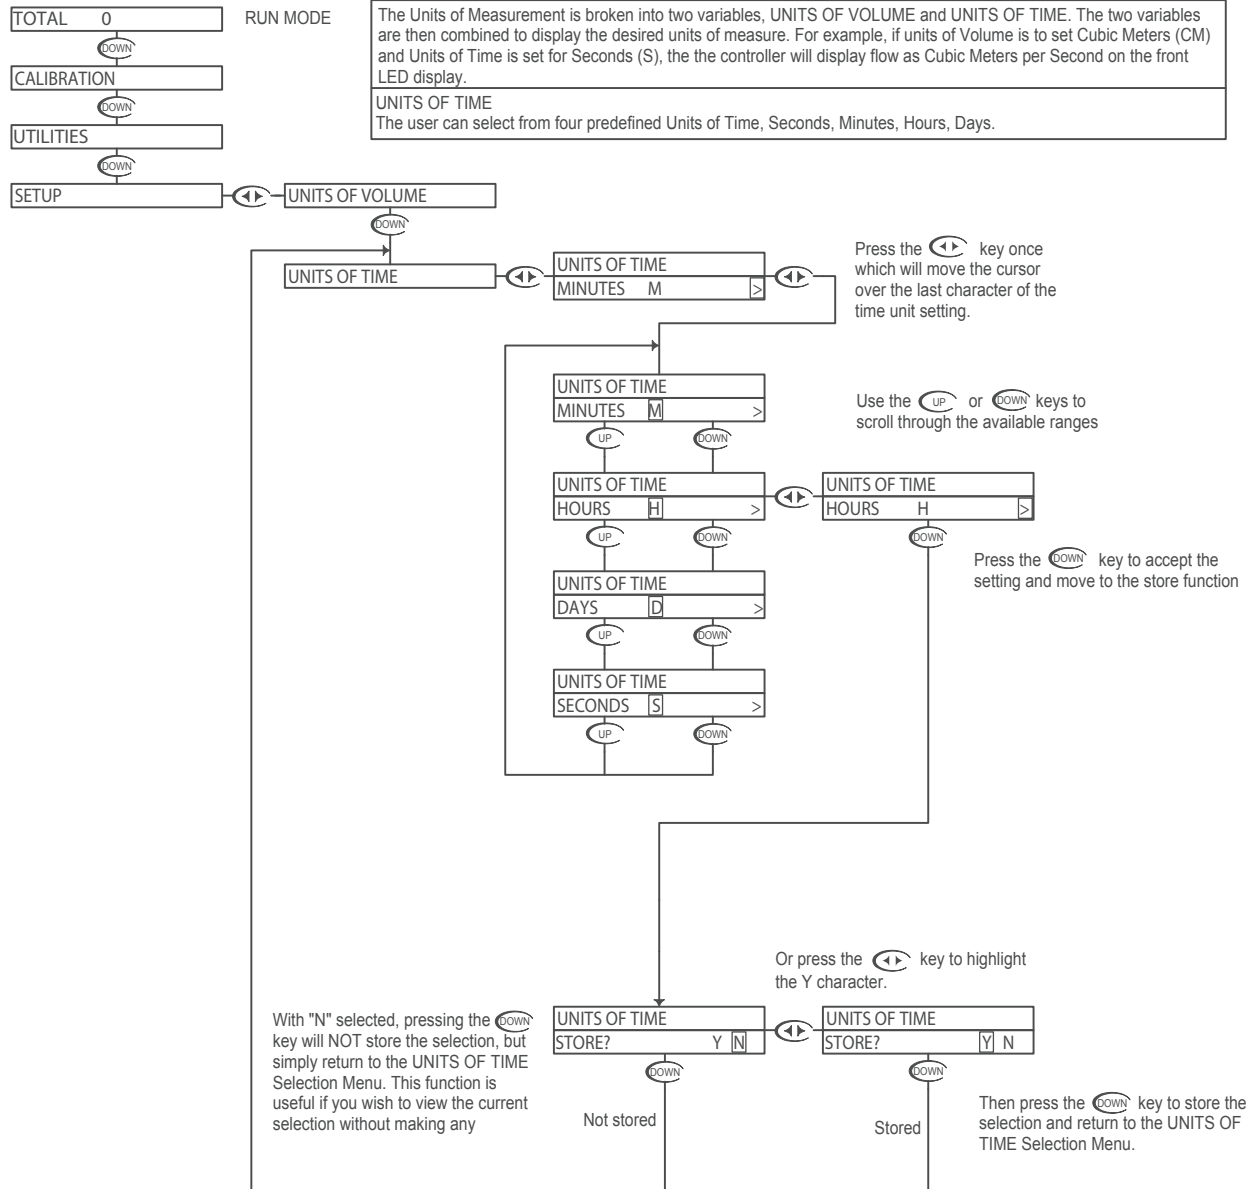 TOTAL 0
RUN MODE
DOWN
CALIBRATION
DOWN
UTILITIES
DOWN
SETUP
The Units of Measurement is broken into two variables, UNITS OF VOLUME and UNITS OF TIME. The two variables
are then combined to display the desired units of measure. For example, if units of Volume is to set Cubic Meters (CM)
and Units of Time is set for Seconds (S), the the controller will display flow as Cubic Meters per Second on the front
LED display.
UNITS OF TIME
The user can select from four predefined Units of Time, Seconds, Minutes, Hours, Days.
UNITS OF VOLUME
DOWN
UNITS OF TIME
UNITS OF TIME
MINUTES M >
Press the key once
which will move the cursor
over the last character of the
time unit setting.
UNITS OF TIME
MINUTES M >
UP DOWN
Use the UP or DOWN keys to
scroll through the available ranges
UNITS OF TIME
HOURS H >
UP DOWN
UNITS OF TIME
HOURS H >
DOWN
Press the DOWN key to accept the
setting and move to the store function
UNITS OF TIME
DAYS D >
UP DOWN
UNITS OF TIME
SECONDS S >
UP DOWN
Or press the key to highlight
the Y character.
With "N" selected, pressing the DOWN
key will NOT store the selection, but
simply return to the UNITS OF TIME
Selection Menu. This function is
useful if you wish to view the current
selection without making any
UNITS OF TIME
STORE? Y N
DOWN
Not stored
UNITS OF TIME
STORE? Y N
DOWN
Stored
Then press the DOWN key to store the
selection and return to the UNITS OF
TIME Selection Menu.